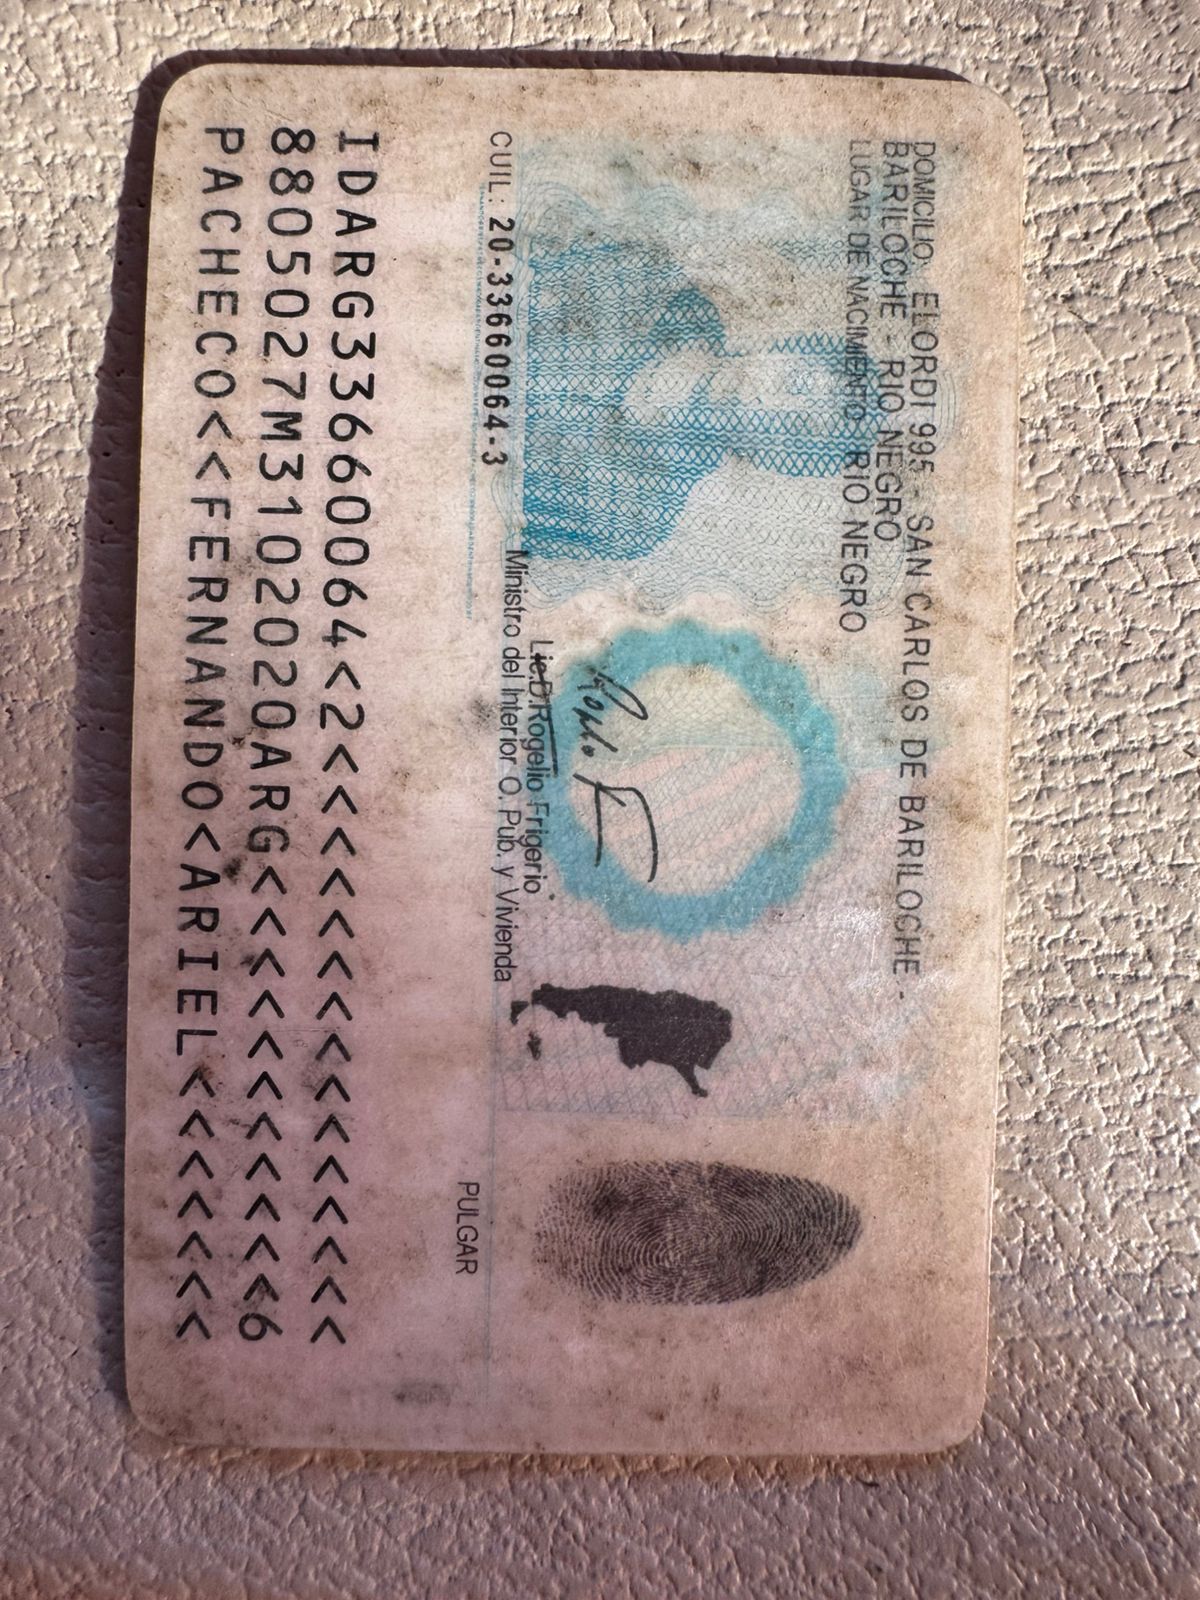 DOMICILIO: ELORDI 995 - SAN CARLOS DE BARILOCHE -
BARILOCHE - RIO NEGRO
LUGAR DE NACIMIENTO: RIO NEGRO
Lic.D.Rogelio Frigerio
Ministro del Interior O. Pub. y Vivienda
CUIL: 20-33660064-3
PULGAR
IDARG33660064<2<<<<<<<<<<<<<<<
8805027M3102020ARG<<<<<<<<<<<6
PACHECO<<FERNANDO<ARIEL<<<<<<<